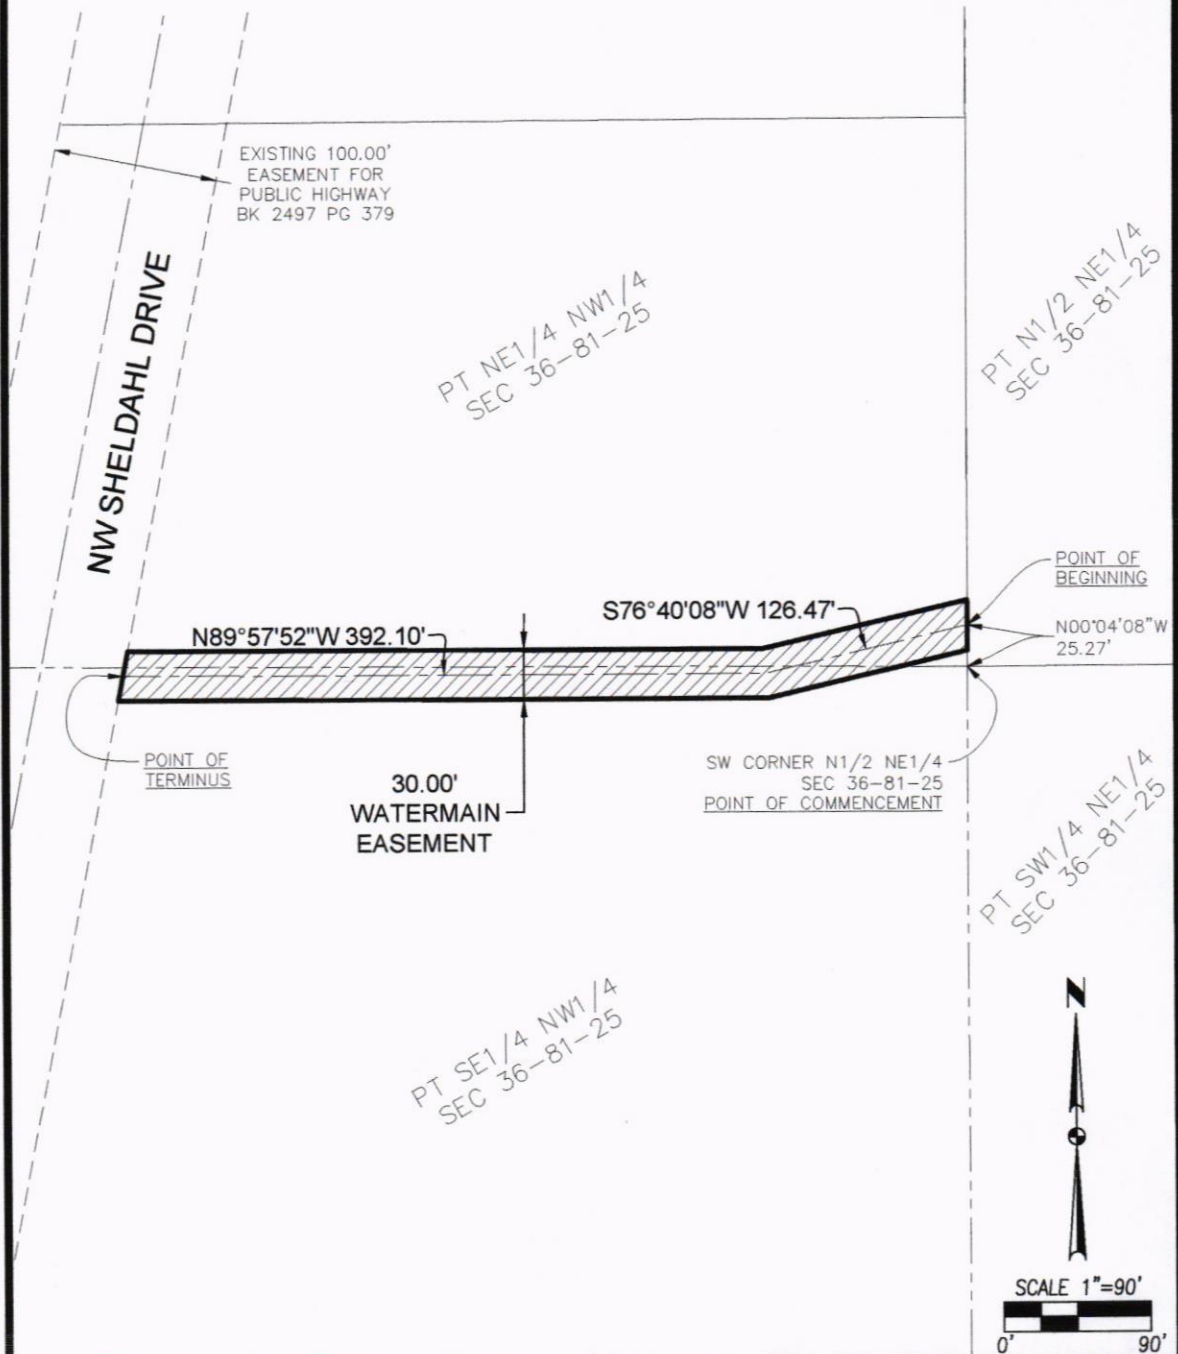 EXISTING 100.00'
EASEMENT FOR
PUBLIC HIGHWAY
BK 2497 PG 379
NW SHELDAHL DRIVE
PT NE1/4 NW1/4
SEC 36-81-25
PT N1/2 NE1/4
SEC 36-81-25
POINT OF
BEGINNING
S76°40'08"W 126.47'
N89°57'52"W 392.10'
N00°04'08"W
25.27'
POINT OF
TERMINUS
30.00'
WATERMAIN
EASEMENT
SW CORNER N1/2 NE1/4
SEC 36-81-25
POINT OF COMMENCEMENT
PT SW1/4 NE1/4
SEC 36-81-25
PT SE1/4 NW1/4
SEC 36-81-25
N
SCALE 1"=90'
0' 90'